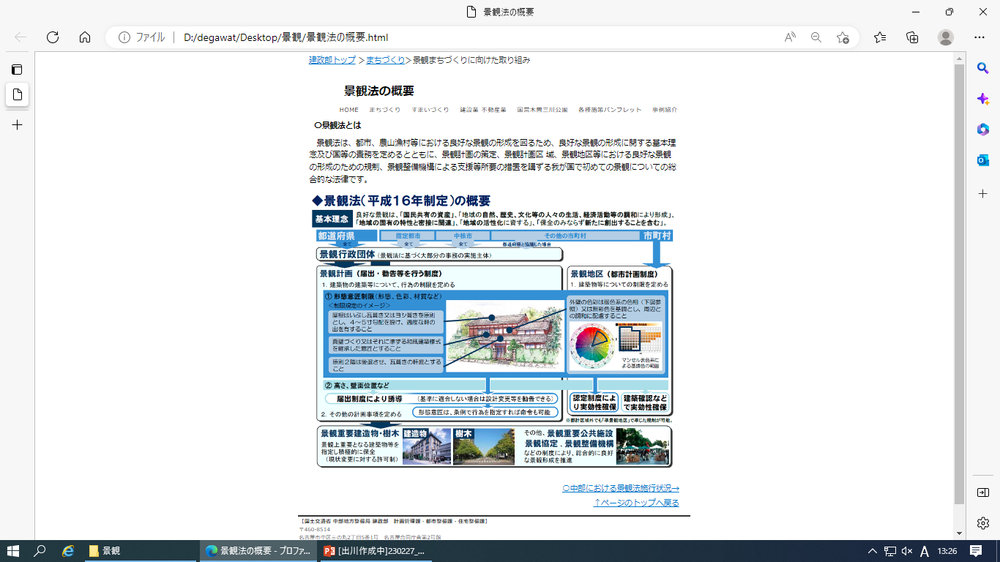 景観法の概要
ファイル
D:/degawat/Desktop/景観/景観法の概要.html
建政部トップ ＞まちづくり＞景観まちづくりに向けた取り組み
景観法の概要
HOME まちづくり すまいづくり 建設業 不動産業 国営木曽三川公園 各種施策パンフレット 事例紹介
〇景観法とは
景観法は、都市、農山漁村等における良好な景観の形成を図るため、良好な景観の形成に関する基本理
念及び国等の責務を定めるとともに、景観計画の策定、景観計画区 域、景観地区等における良好な景観
の形成のための規制、景観整備機構による支援等所要の措置を講ずる我が国で初めての景観についての総
合的な法律です。
◆景観法（平成１６年制定）の概要
基本理念
良好な景観は、「国民共有の資産」、「地域の自然、歴史、文化等の人々の生活、経済活動等の調和により形成」、
「地域の固有の特性と密接に関連」、「地域の活性化に資する」、「保全のみならず新たに創出することを含む」。
都道府県 指定都市 中核市 その他の市町村 市町村
全て 全て 全て 都道府県と協議した場合
景観行政団体（景観法に基づく大部分の事務の実施主体）
景観計画（届出・勧告等を行う制度）
1. 建築物の建築等について、行為の制限を定める
景観地区（都市計画制度）
1. 建築物等についての制限を定める
① 形態意匠制限（形態、色彩、材質など）
＜制限規定のイメージ＞
屋根はいぶし瓦葺き又はヨシ葺きを原則
とし、４～５寸勾配を設け、適度な軒の
出を有すること
真壁づくり又はそれに準ずる和風建築様式
を継承した意匠とすること
原則２階は後退させ、瓦葺きの軒庇とする
こと
外壁の色彩は暖色系の色相（下図参
照）又は無彩色を基調とし、周辺と
の調和に配慮すること
マンセル表色系に
よる基調色の範囲
② 高さ、壁面位置など
届出制度により誘導 （基準に適合しない場合は設計変更等を勧告できる）
2. その他の計画事項を定める
形態意匠は、条例で行為を指定すれば命令も可能
認定制度によ
り実効性確保
建築確認など
で実効性確保
※都計区域外でも「準景観地区」で準じた規制が可能。
景観重要建造物・樹木
景観上重要となる建築物等を
指定し積極的に保全
（現状変更に対する許可制）
建造物
樹木
その他、景観重要公共施設
景観協定 、景観整備機構
などの制度により、総合的に良好
な景観形成を推進
〇中部における景観法施行状況→
↑ページのトップへ戻る
【国土交通省 中部地方整備局 建政部 計画管理課・都市整備課・住宅整備課】
〒460-8514
名古屋市中区三の丸2丁目5番1号 名古屋合同庁舎第2号館
景観
景観法の概要 - プロファ...
[出川作成中]230227_...
A
13:26